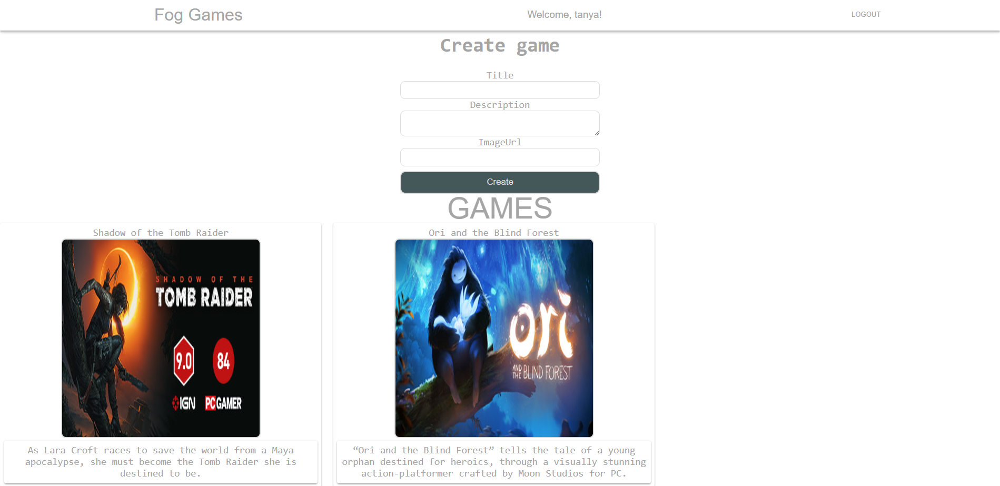 Fog Games
Welcome, tanya!
LOGOUT
Create game
Title
Description
ImageUrl
Create
GAMES
Shadow of the Tomb Raider
SHADOW OF THE
TOMB RAIDER
9.0
84
IGN
PC GAMER
As Lara Croft races to save the world from a Maya
apocalypse, she must become the Tomb Raider she is
destined to be.
Ori and the Blind Forest
ori
AND THE BLIND FOREST
“Ori and the Blind Forest” tells the tale of a young
orphan destined for heroics, through a visually stunning
action-platformer crafted by Moon Studios for PC.